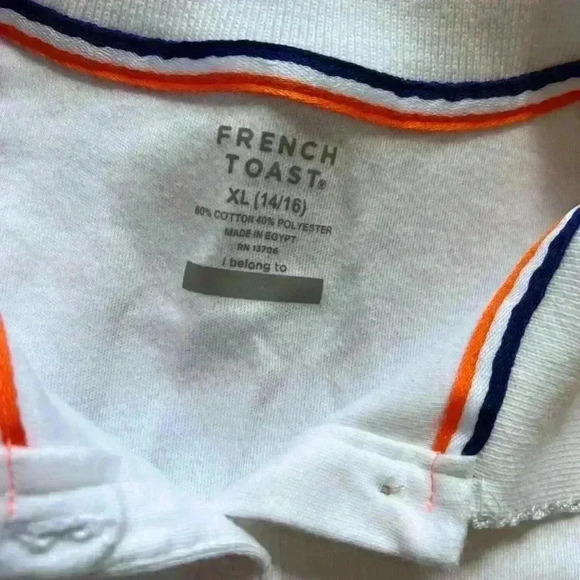 FRENCH
TOAST®
XL (14/16)
60% COTTON 40% POLYESTER
MADE IN EGYPT
RN 13706
I belong to